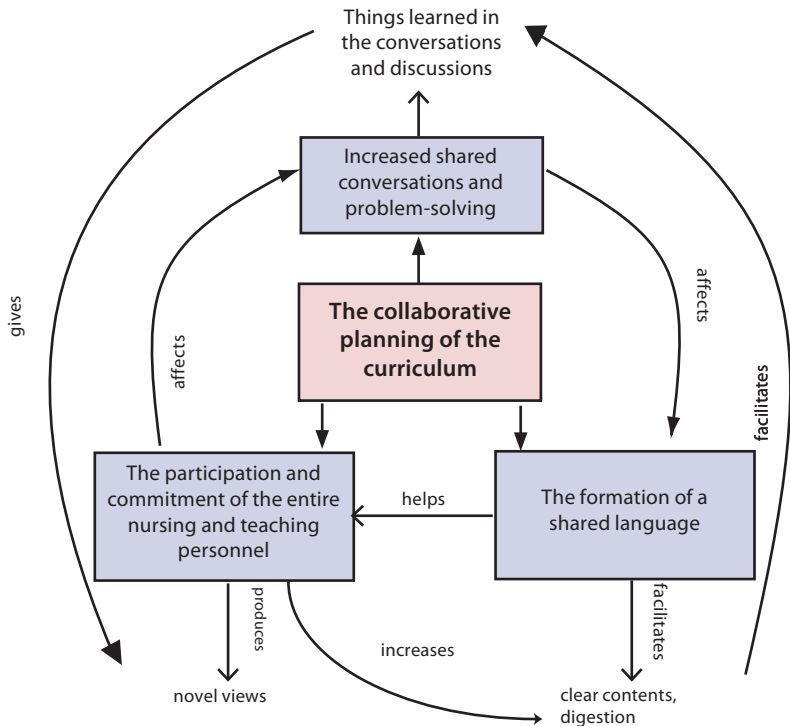 Things learned in
the conversations
and discussions
Increased shared
conversations and
problem-solving
gives
affects
affects
The collaborative
planning of the
curriculum
facilitates
The participation and
commitment of the entire
nursing and teaching
personnel
helps
The formation of a
shared language
produces
facilitates
increases
novel views
clear contents,
digestion